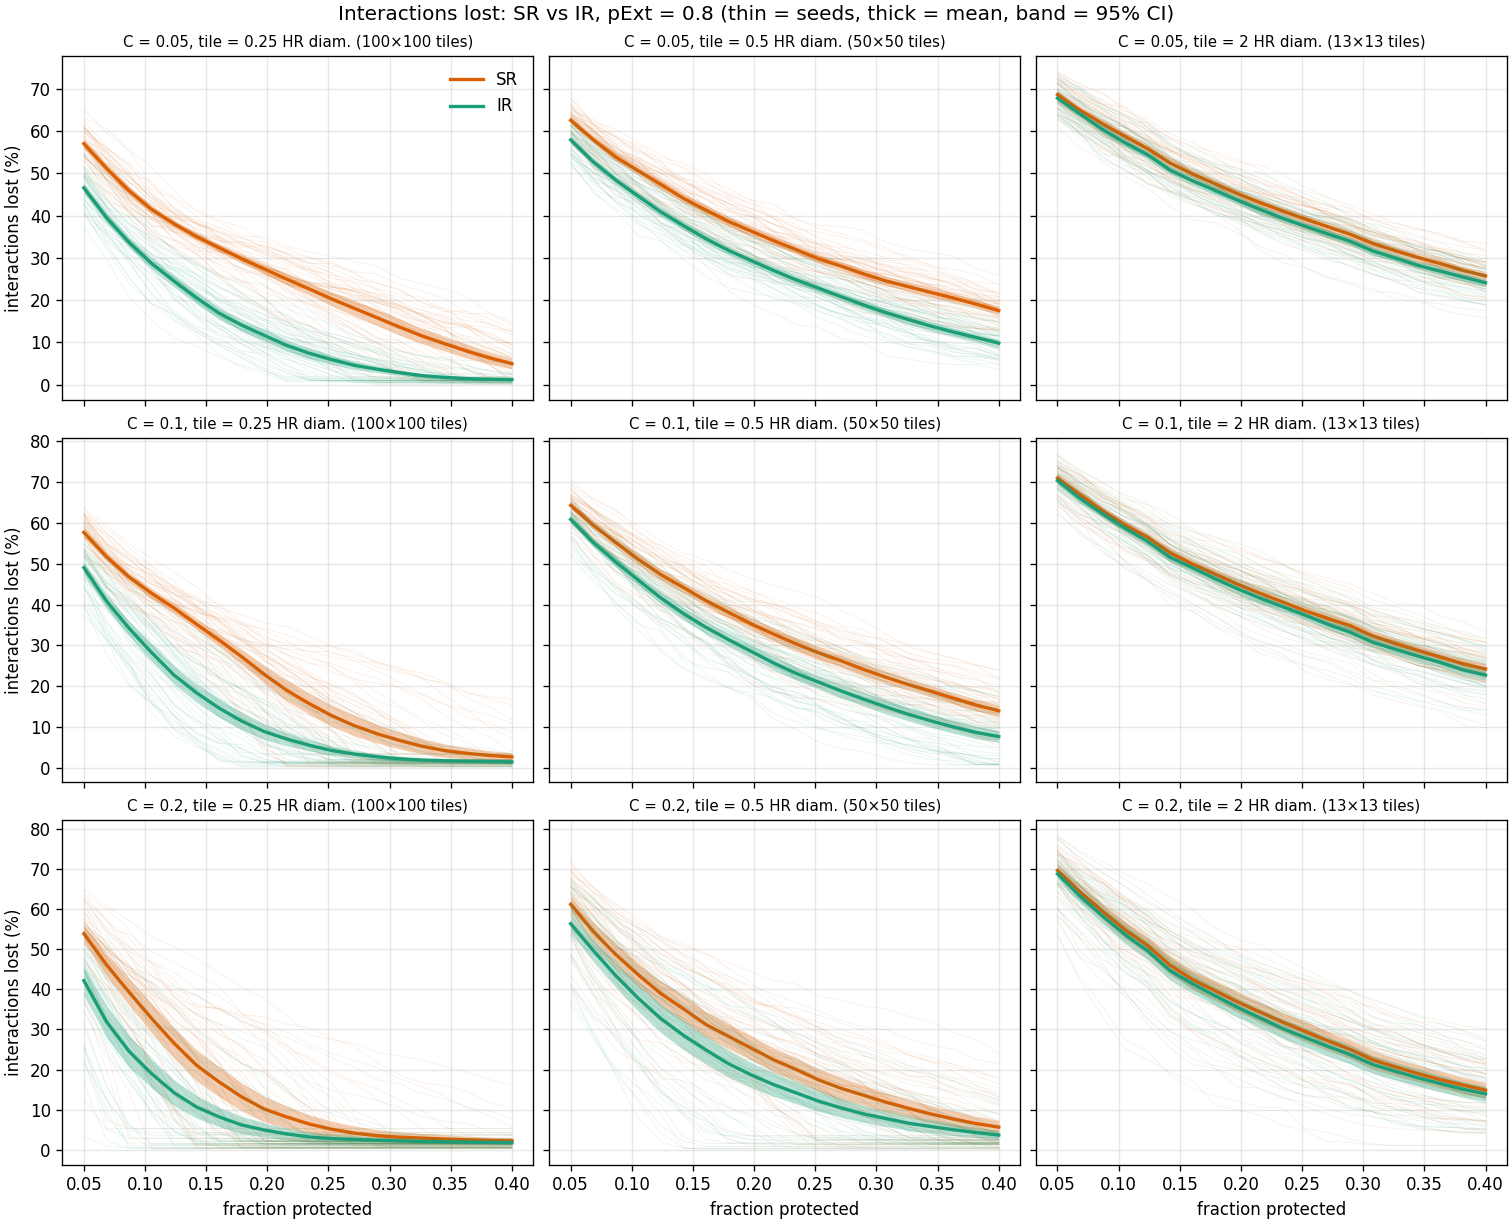 Interactions lost: SR vs IR, pExt = 0.8 (thin = seeds, thick = mean, band = 95% CI)
C = 0.05, tile = 0.25 HR diam. (100×100 tiles)
C = 0.05, tile = 0.5 HR diam. (50×50 tiles)
C = 0.05, tile = 2 HR diam. (13×13 tiles)
SR
IR
interactions lost (%)
70
60
50
40
30
20
10
0
C = 0.1, tile = 0.25 HR diam. (100×100 tiles)
C = 0.1, tile = 0.5 HR diam. (50×50 tiles)
C = 0.1, tile = 2 HR diam. (13×13 tiles)
interactions lost (%)
80
70
60
50
40
30
20
10
0
C = 0.2, tile = 0.25 HR diam. (100×100 tiles)
C = 0.2, tile = 0.5 HR diam. (50×50 tiles)
C = 0.2, tile = 2 HR diam. (13×13 tiles)
interactions lost (%)
80
70
60
50
40
30
20
10
0
0.05 0.10 0.15 0.20 0.25 0.30 0.35 0.40
0.05 0.10 0.15 0.20 0.25 0.30 0.35 0.40
0.05 0.10 0.15 0.20 0.25 0.30 0.35 0.40
fraction protected
fraction protected
fraction protected